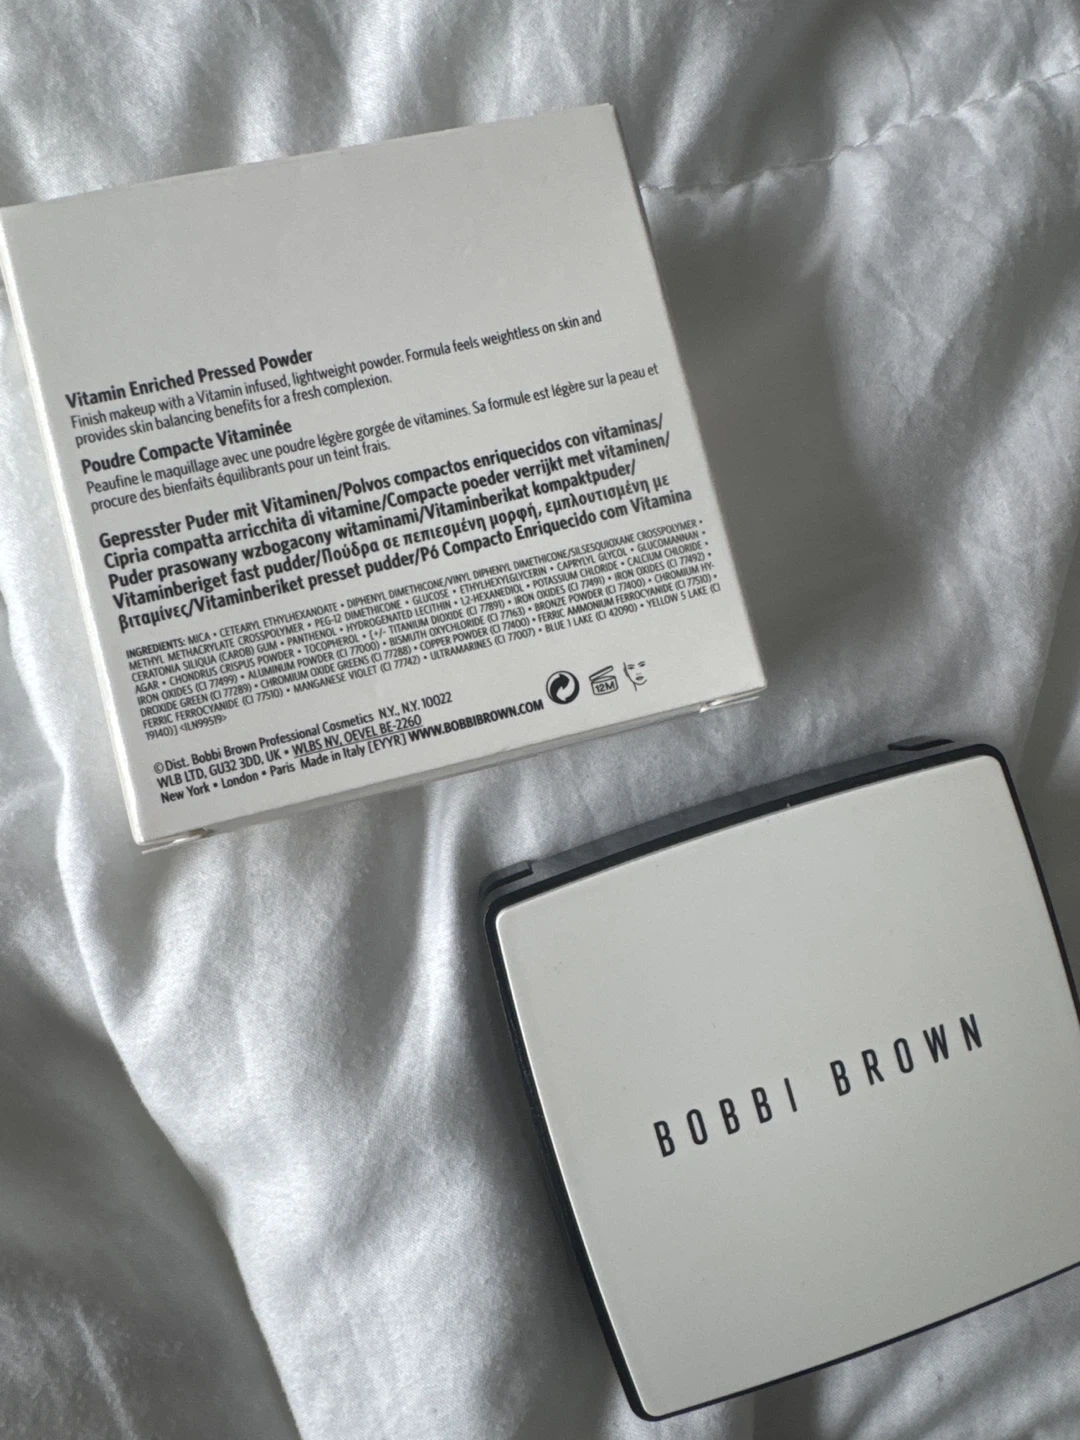 Vitamin Enriched Pressed Powder
Finish makeup with a Vitamin infused, lightweight powder. Formula feels weightless on skin and
provides skin balancing benefits for a fresh complexion.
Poudre Compacte Vitaminée
Peaufine le maquillage avec une poudre légère gorgée de vitamines. Sa formule est légère sur la peau et
procure des bienfaits équilibrants pour un teint frais.
Gepresster Puder mit Vitaminen/Polvos compactos enriquecidos con vitaminas/
Cipria compatta arricchita di vitamine/Compacte poeder verrijkt met vitaminen/
Puder prasowany wzbogacony witaminami/Vitaminberikat kompaktpuder/
Vitaminberiget fast pudder/Πούδρα σε πεπιεσμένη μορφή, εμπλουτισμένη με
βιταμίνες/Vitaminberiket presset pudder/Pó Compacto Enriquecido com Vitamina
INGREDIENTS: MICA • CETEARYL ETHYLHEXANOATE • DIPHENYL DIMETHICONE/VINYL DIPHENYL DIMETHICONE/SILSESQUIOXANE CROSSPOLYMER •
METHYL METHACRYLATE CROSSPOLYMER • PEG-12 DIMETHICONE • GLUCOSE • ETHYLHEXYLGLYCERIN • CAPRYLYL GLYCOL • GLUCOMANNAN •
CERATONIA SILIQUA (CAROB) GUM • PANTHENOL • HYDROGENATED LECITHIN • 1,2-HEXANEDIOL • POTASSIUM CHLORIDE • CALCIUM CHLORIDE •
AGAR • CHONDRUS CRISPUS POWDER • TOCOPHEROL • [+/- TITANIUM DIOXIDE (CI 77891) • IRON OXIDES (CI 77491) • IRON OXIDES (CI 77492) •
IRON OXIDES (CI 77499) • ALUMINUM POWDER (CI 77000) • BISMUTH OXYCHLORIDE (CI 77163) • BRONZE POWDER (CI 77400) • CHROMIUM HY-
DROXIDE GREEN (CI 77289) • CHROMIUM OXIDE GREENS (CI 77288) • COPPER POWDER (CI 77400) • FERRIC AMMONIUM FERROCYANIDE (CI 77510) •
FERRIC FERROCYANIDE (CI 77510) • MANGANESE VIOLET (CI 77742) • ULTRAMARINES (CI 77007) • BLUE 1 LAKE (CI 42090) • YELLOW 5 LAKE (CI
19140)] <ILN99519>
©Dist. Bobbi Brown Professional Cosmetics N.Y., N.Y. 10022
WLB LTD, GU32 3DD, UK • WLBS NV, OEVEL BE-2260
New York • London • Paris Made in Italy [EYYR] WWW.BOBBIBROWN.COM
12M
BOBBI BROWN